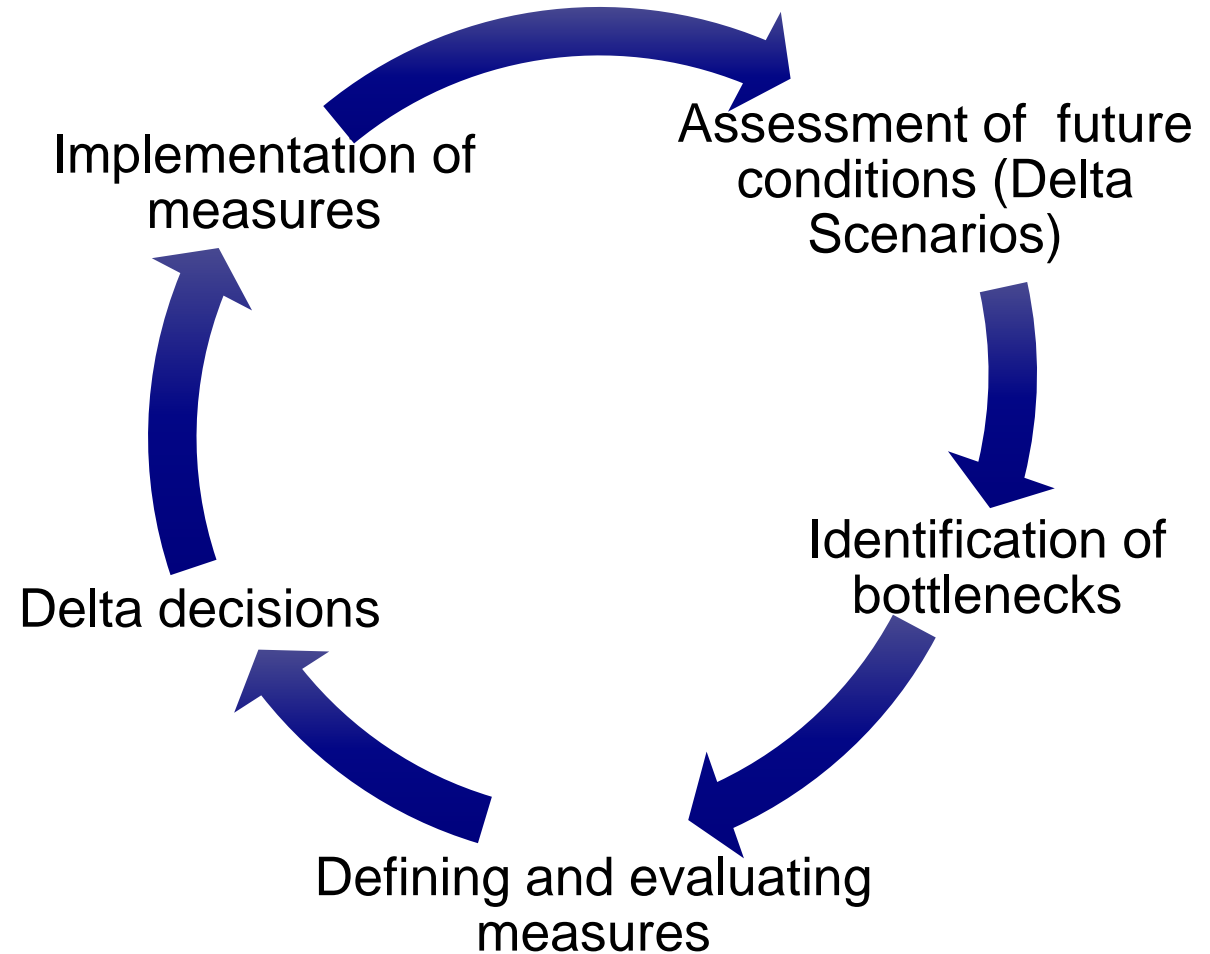 Implementation of
measures
Assessment of  future
conditions (Delta
Scenarios)
Identification of
bottlenecks
Defining and evaluating
measures
Delta decisions